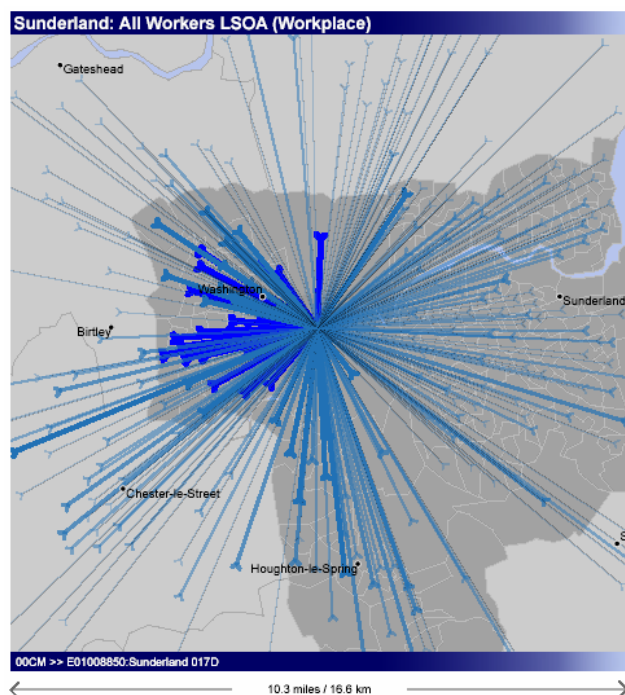 Sunderland: All Workers LSOA (Workplace)
Gateshead
Washington
Sunderland
Birtley
Chester-le-Street
S
Houghton-le-Spring
00CM >> E01008850:Sunderland 017D
10.3 miles / 16.6 km